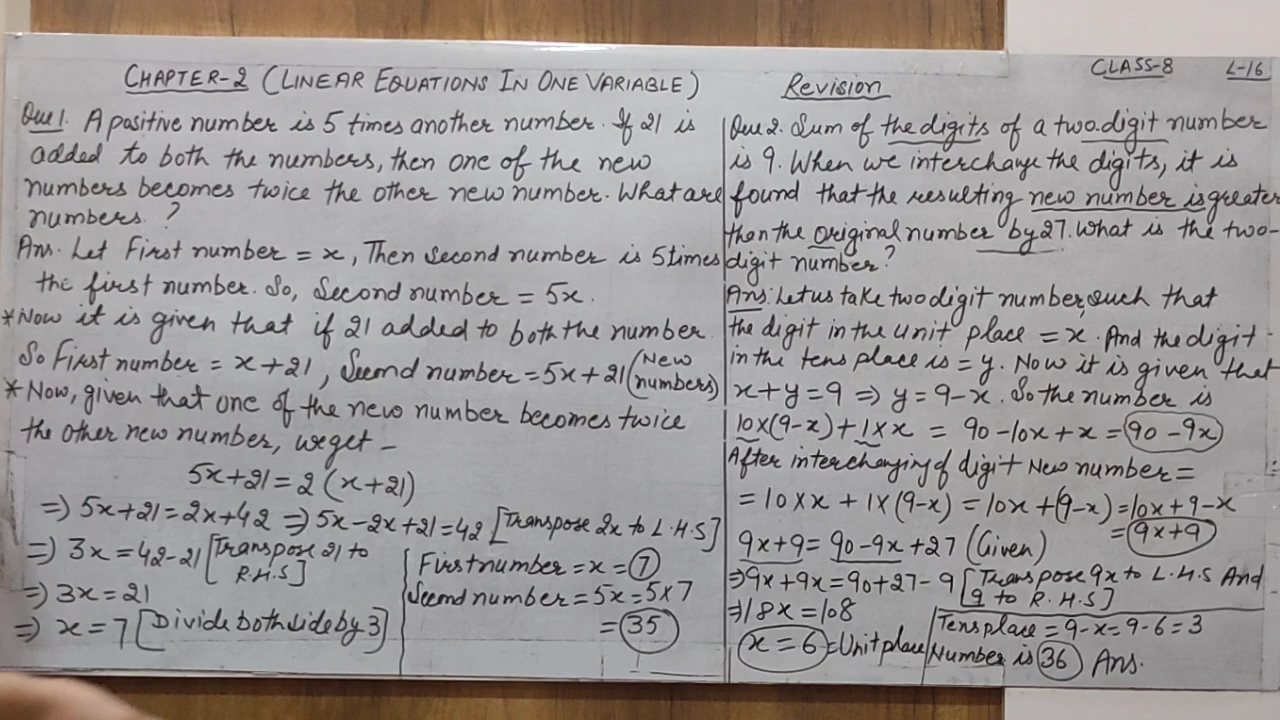 CHAPTER-2 (LINEAR EQUATIONS IN ONE VARIABLE)
Revision
CLASS-8
L-16
Que 1. A positive number is 5 times another number. If 21 is
added to both the numbers, then one of the new
numbers becomes twice the other new number. What are
numbers ?
Ans. Let First number = x, Then Second number is 5 times
the first number. So, Second number = 5x.
*Now it is given that if 21 added to both the number
So First number = x+21, Second number = 5x+21 (New numbers)
*Now, given that one of the new number becomes twice
the other new number, we get -
5x+21 = 2 (x+21)
=> 5x+21 = 2x+42 => 5x-2x+21 = 42 [Transpose 2x to L.H.S]
=> 3x = 42-21 [Transpose 21 to R.H.S]
=> 3x = 21
=> x = 7 [Divide both side by 3]
First number = x = 7
Second number = 5x = 5x7
= 35
Que 2. Sum of the digits of a two-digit number
is 9. When we interchange the digits, it is
found that the resulting new number is greater
than the original number by 27. What is the two-
digit number?
Ans: Let us take two digit number, such that
the digit in the unit place = x. And the digit
in the tens place is = y. Now it is given that
x+y=9 => y = 9-x. So the number is
10x(9-x)+1xx = 90-10x+x = 90-9x
After interchanging of digit New number =
= 10xx + 1x(9-x) = 10x+(9-x) = 10x+9-x
= 9x+9
9x+9 = 90-9x+27 (Given)
=> 9x+9x = 90+27-9 [Transpose 9x to L.H.S And
9 to R.H.S]
=> 18x = 108
x = 6 = Unit place
Tens place = 9-x = 9-6 = 3
Number is 36 Ans.